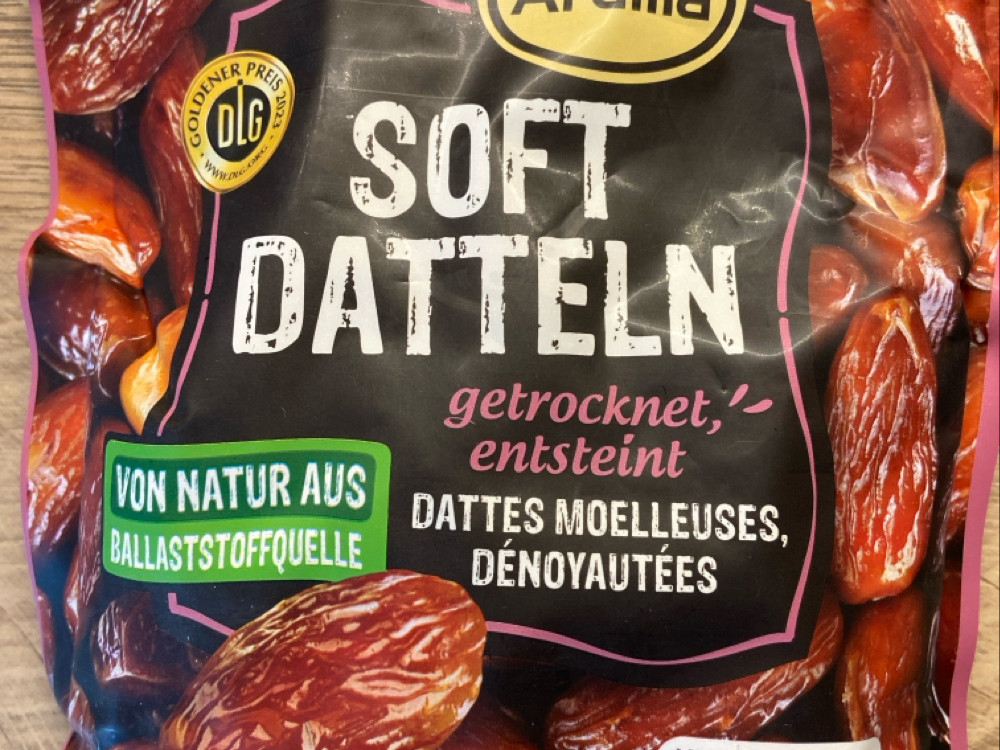 GOLDENER PREIS 2023
DLG
WWW.DLG.ORG
SOFT
DATTELN
getrocknet,
entsteint
VON NATUR AUS
BALLASTSTOFFQUELLE
DATTES MOELLEUSES,
DÉNOYAUTÉES